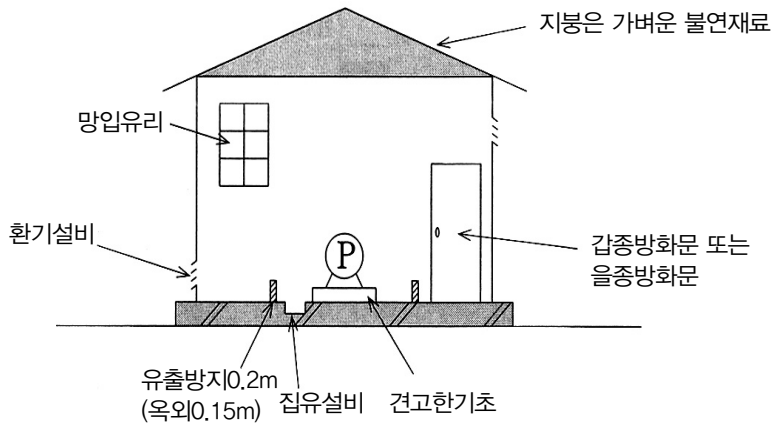 지붕은 가벼운 불연재료
망입유리
환기설비
P
갑종방화문 또는
을종방화문
유출방지0.2m
(옥외0.15m)
집유설비
견고한기초